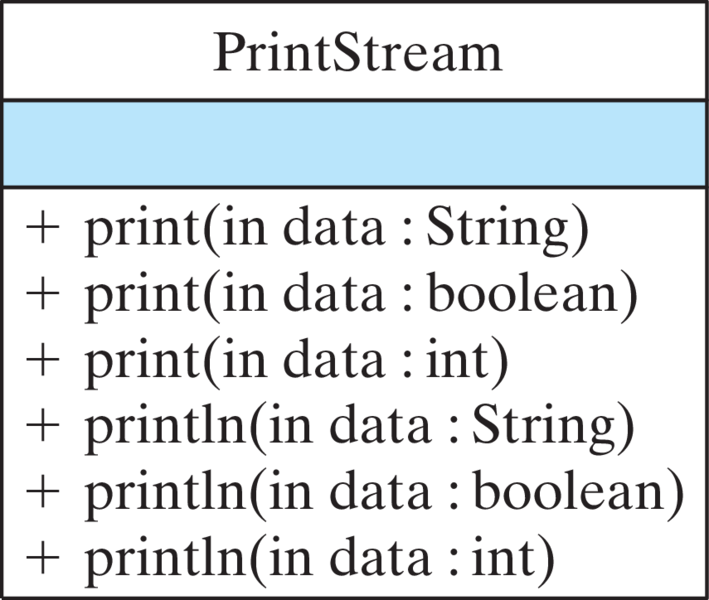 PrintStream
+ print(in data : String)
+ print(in data : boolean)
+ print(in data : int)
+ println(in data : String)
+ println(in data : boolean)
+ println(in data : int)